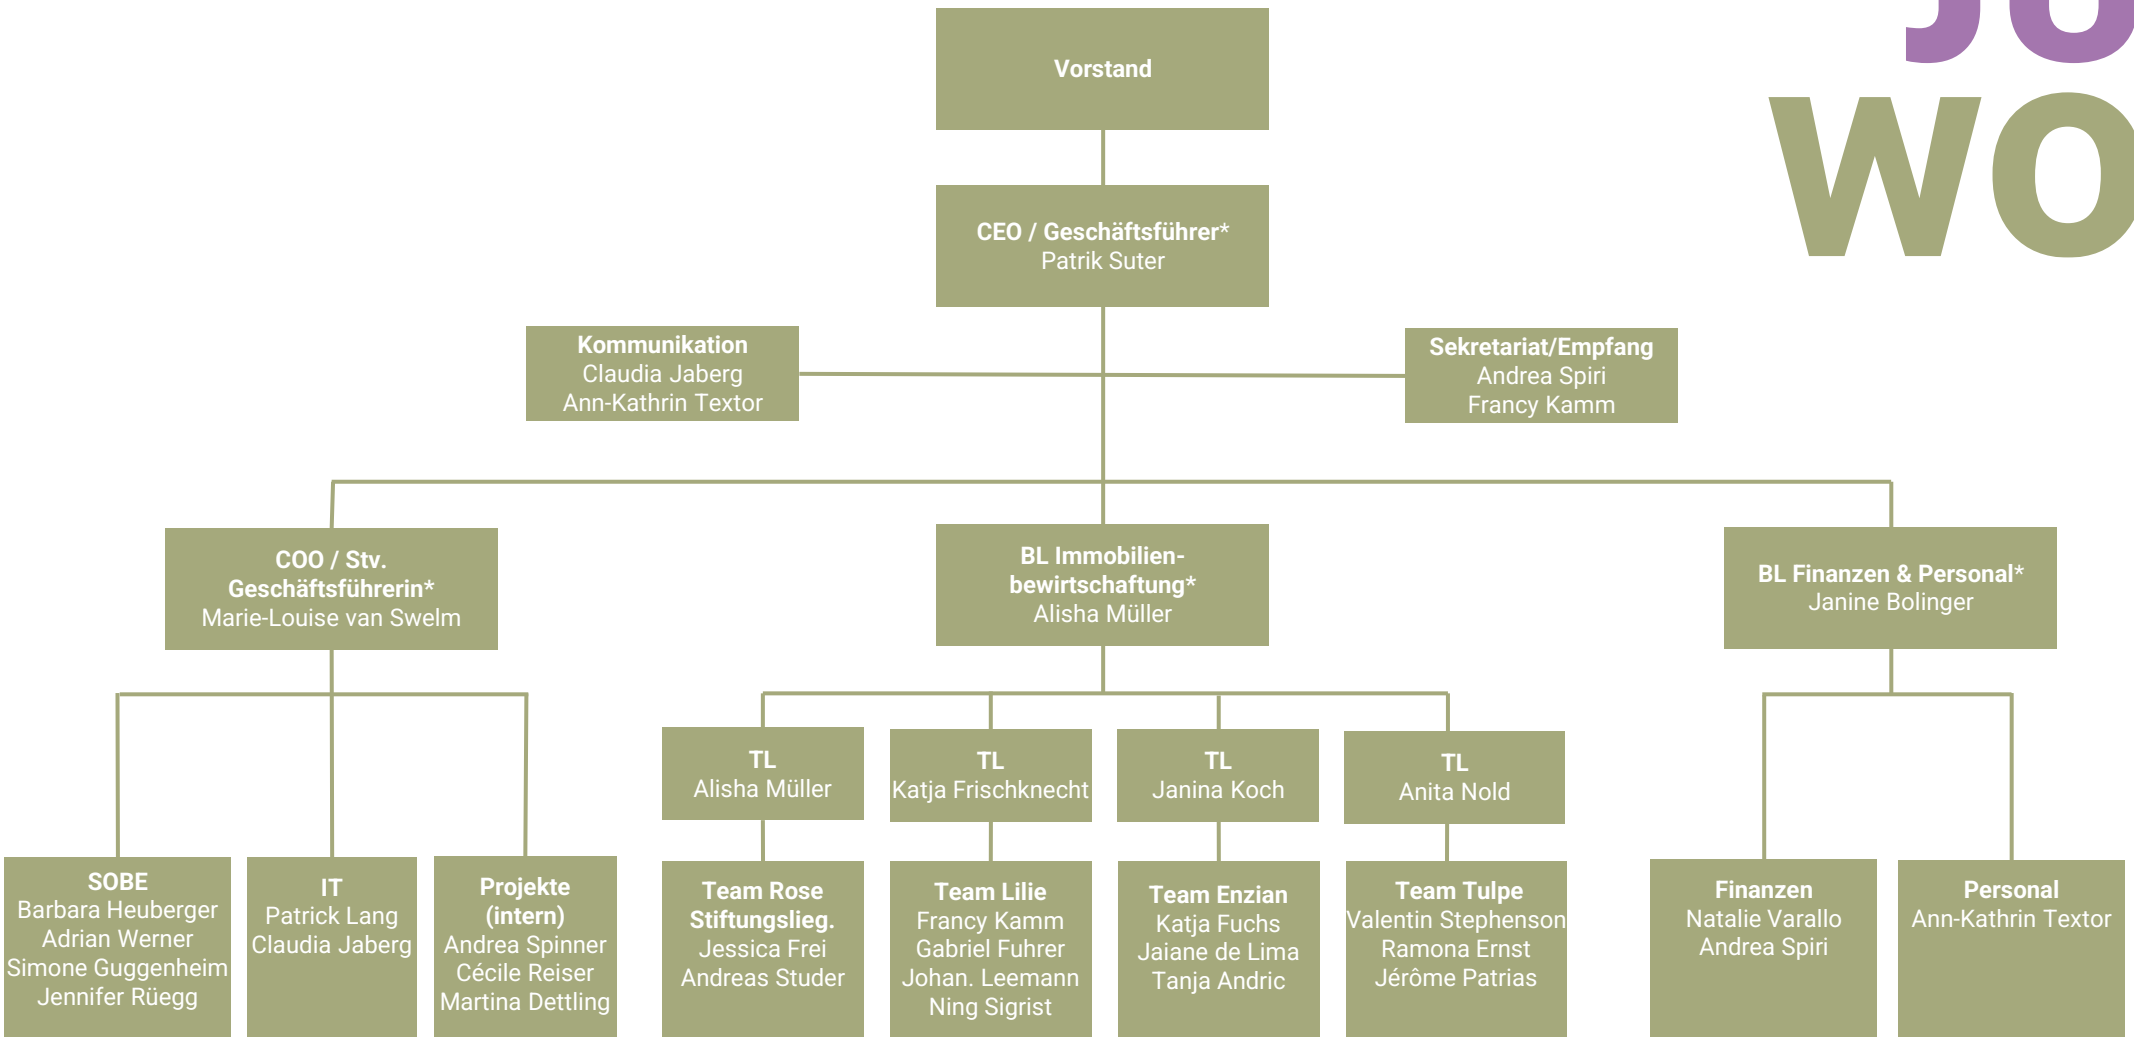 JU
WO
Vorstand
CEO / Geschäftsführer*
Patrik Suter
Kommunikation
Claudia Jaberg
Ann-Kathrin Textor
Sekretariat/Empfang
Andrea Spiri
Francy Kamm
COO / Stv.
Geschäftsführerin*
Marie-Louise van Swelm
BL Immobilien-
bewirtschaftung*
Alisha Müller
BL Finanzen & Personal*
Janine Bolinger
TL
Alisha Müller
TL
Katja Frischknecht
TL
Janina Koch
TL
Anita Nold
SOBE
Barbara Heuberger
Adrian Werner
Simone Guggenheim
Jennifer Rüegg
IT
Patrick Lang
Claudia Jaberg
Projekte
(intern)
Andrea Spinner
Cécile Reiser
Martina Dettling
Team Rose
Stiftungslieg.
Jessica Frei
Andreas Studer
Team Lilie
Francy Kamm
Gabriel Fuhrer
Johan. Leemann
Ning Sigrist
Team Enzian
Katja Fuchs
Jaiane de Lima
Tanja Andric
Team Tulpe
Valentin Stephenson
Ramona Ernst
Jérôme Patrias
Finanzen
Natalie Varallo
Andrea Spiri
Personal
Ann-Kathrin Textor